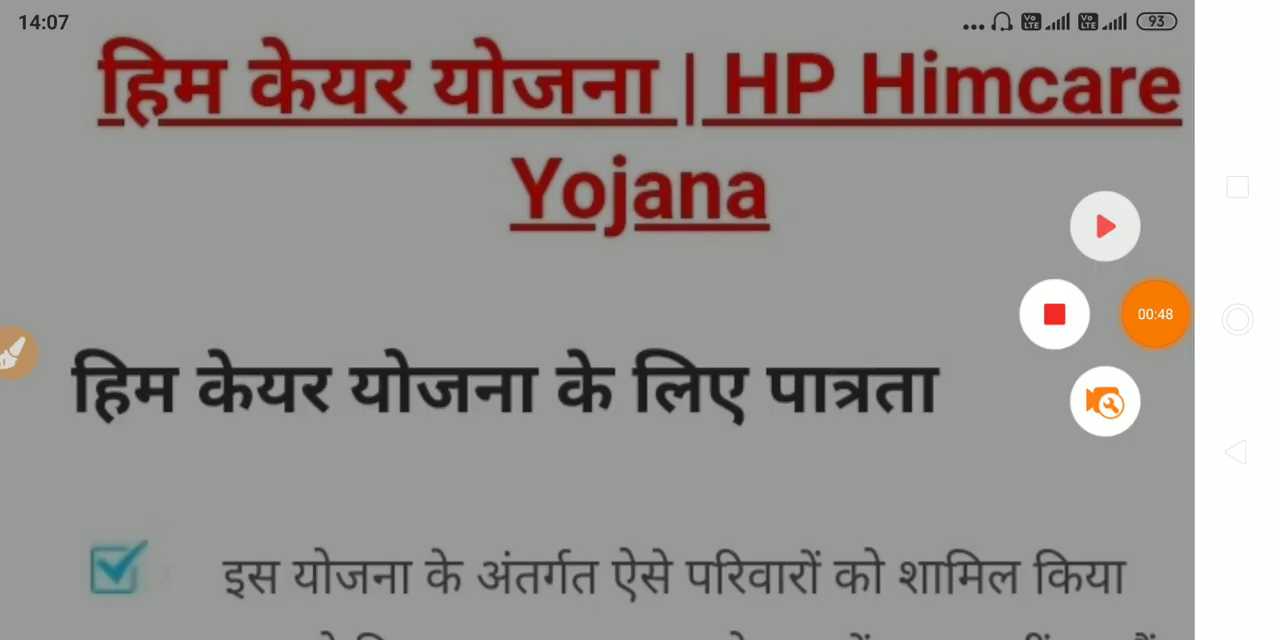 14:07
93
हिम केयर योजना | HP Himcare
Yojana
00:48
हिम केयर योजना के लिए पात्रता
इस योजना के अंतर्गत ऐसे परिवारों को शामिल किया